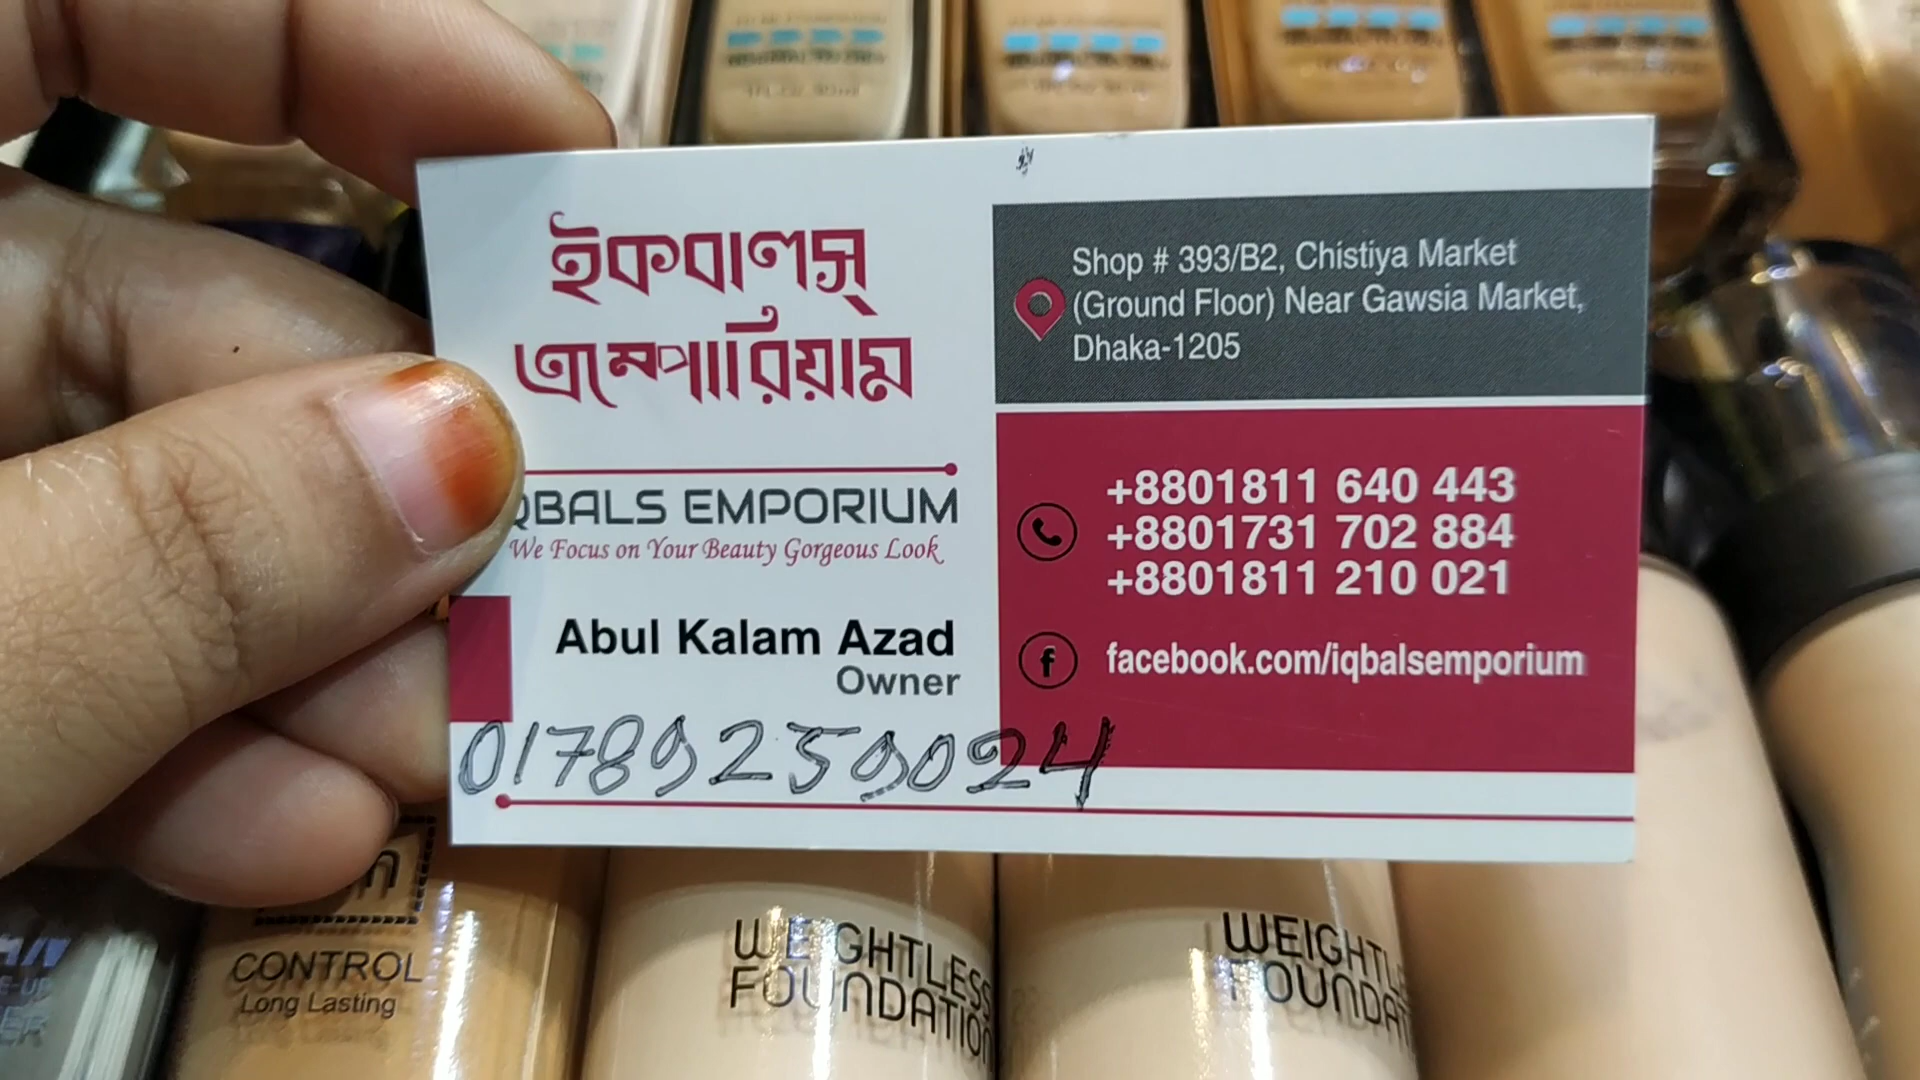 ইকবালস্
এম্পোরিয়াম
QBALS EMPORIUM
We Focus on Your Beauty Gorgeous Look
Abul Kalam Azad
Owner
01789259024
Shop # 393/B2, Chistiya Market
(Ground Floor) Near Gawsia Market,
Dhaka-1205
+8801811 640 443
+8801731 702 884
+8801811 210 021
facebook.com/iqbalsemporium
CONTROL
Long Lasting
WEIGHTLESS
FOUNDATION
WEIGHTL
FOUNDAT